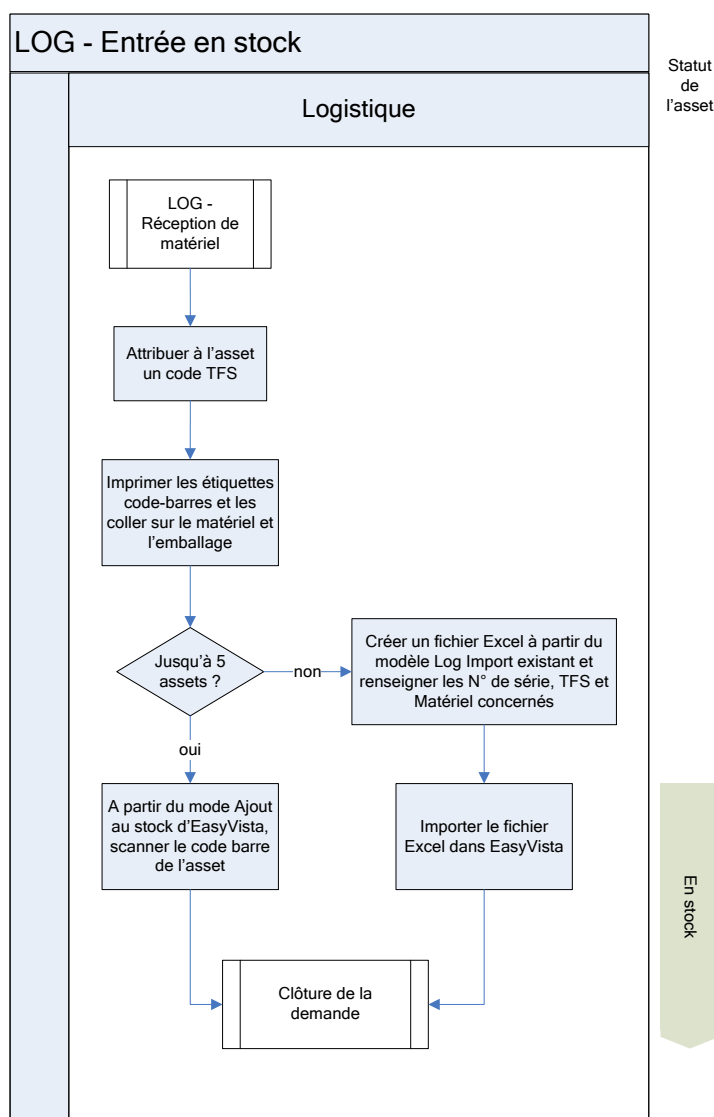 LOG - Entrée en stock
Statut
de
l’asset
Logistique
LOG -
Réception de
matériel
Attribuer à l’asset
un code TFS
Imprimer les étiquettes
code-barres et les
coller sur le matériel et
l’emballage
Jusqu’à 5
assets ?
non
Créer un fichier Excel à partir du
modèle Log Import existant et
renseigner les N° de série, TFS et
Matériel concernés
oui
A partir du mode Ajout
au stock d’EasyVista,
scanner le code barre
de l’asset
Importer le fichier
Excel dans EasyVista
En stock
Clôture de la
demande